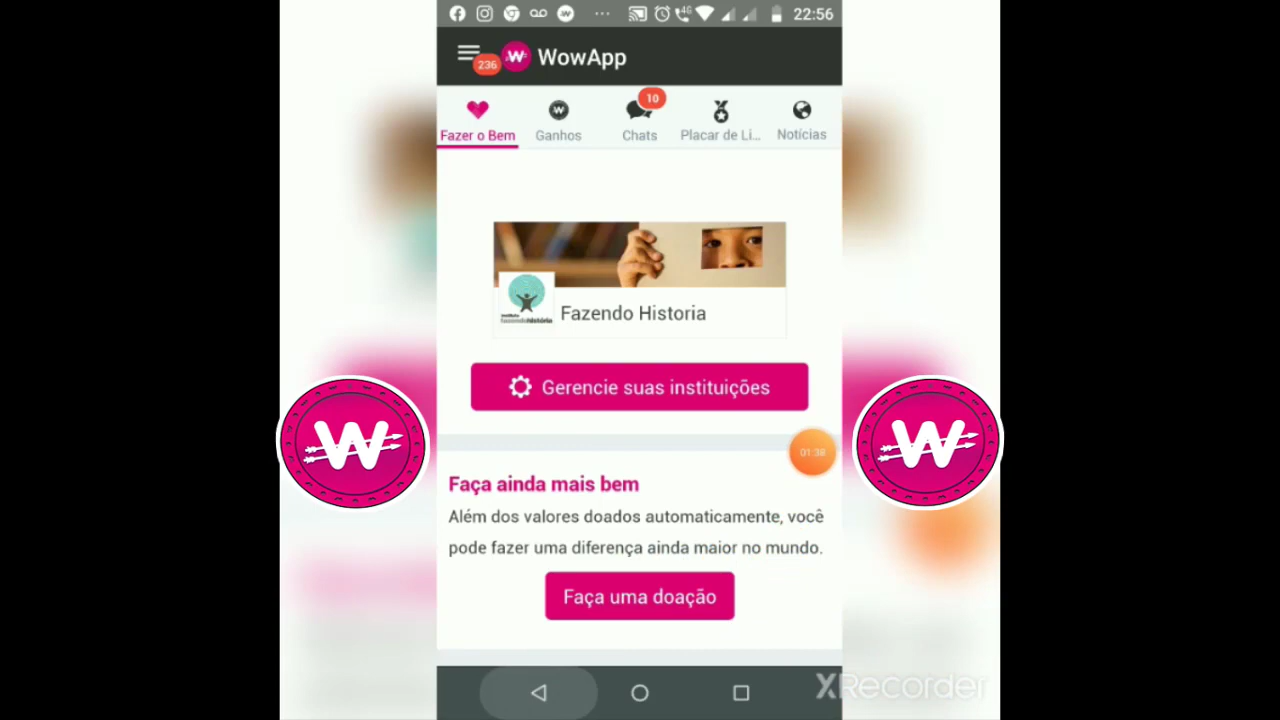 22:56
236
WowApp
10
Fazer o Bem
Ganhos
Chats
Placar de Li...
Notícias
instituto
fazendohistória
Fazendo Historia
Gerencie suas instituições
01:38
Faça ainda mais bem
Além dos valores doados automaticamente, você
pode fazer uma diferença ainda maior no mundo.
Faça uma doação
XRecorder